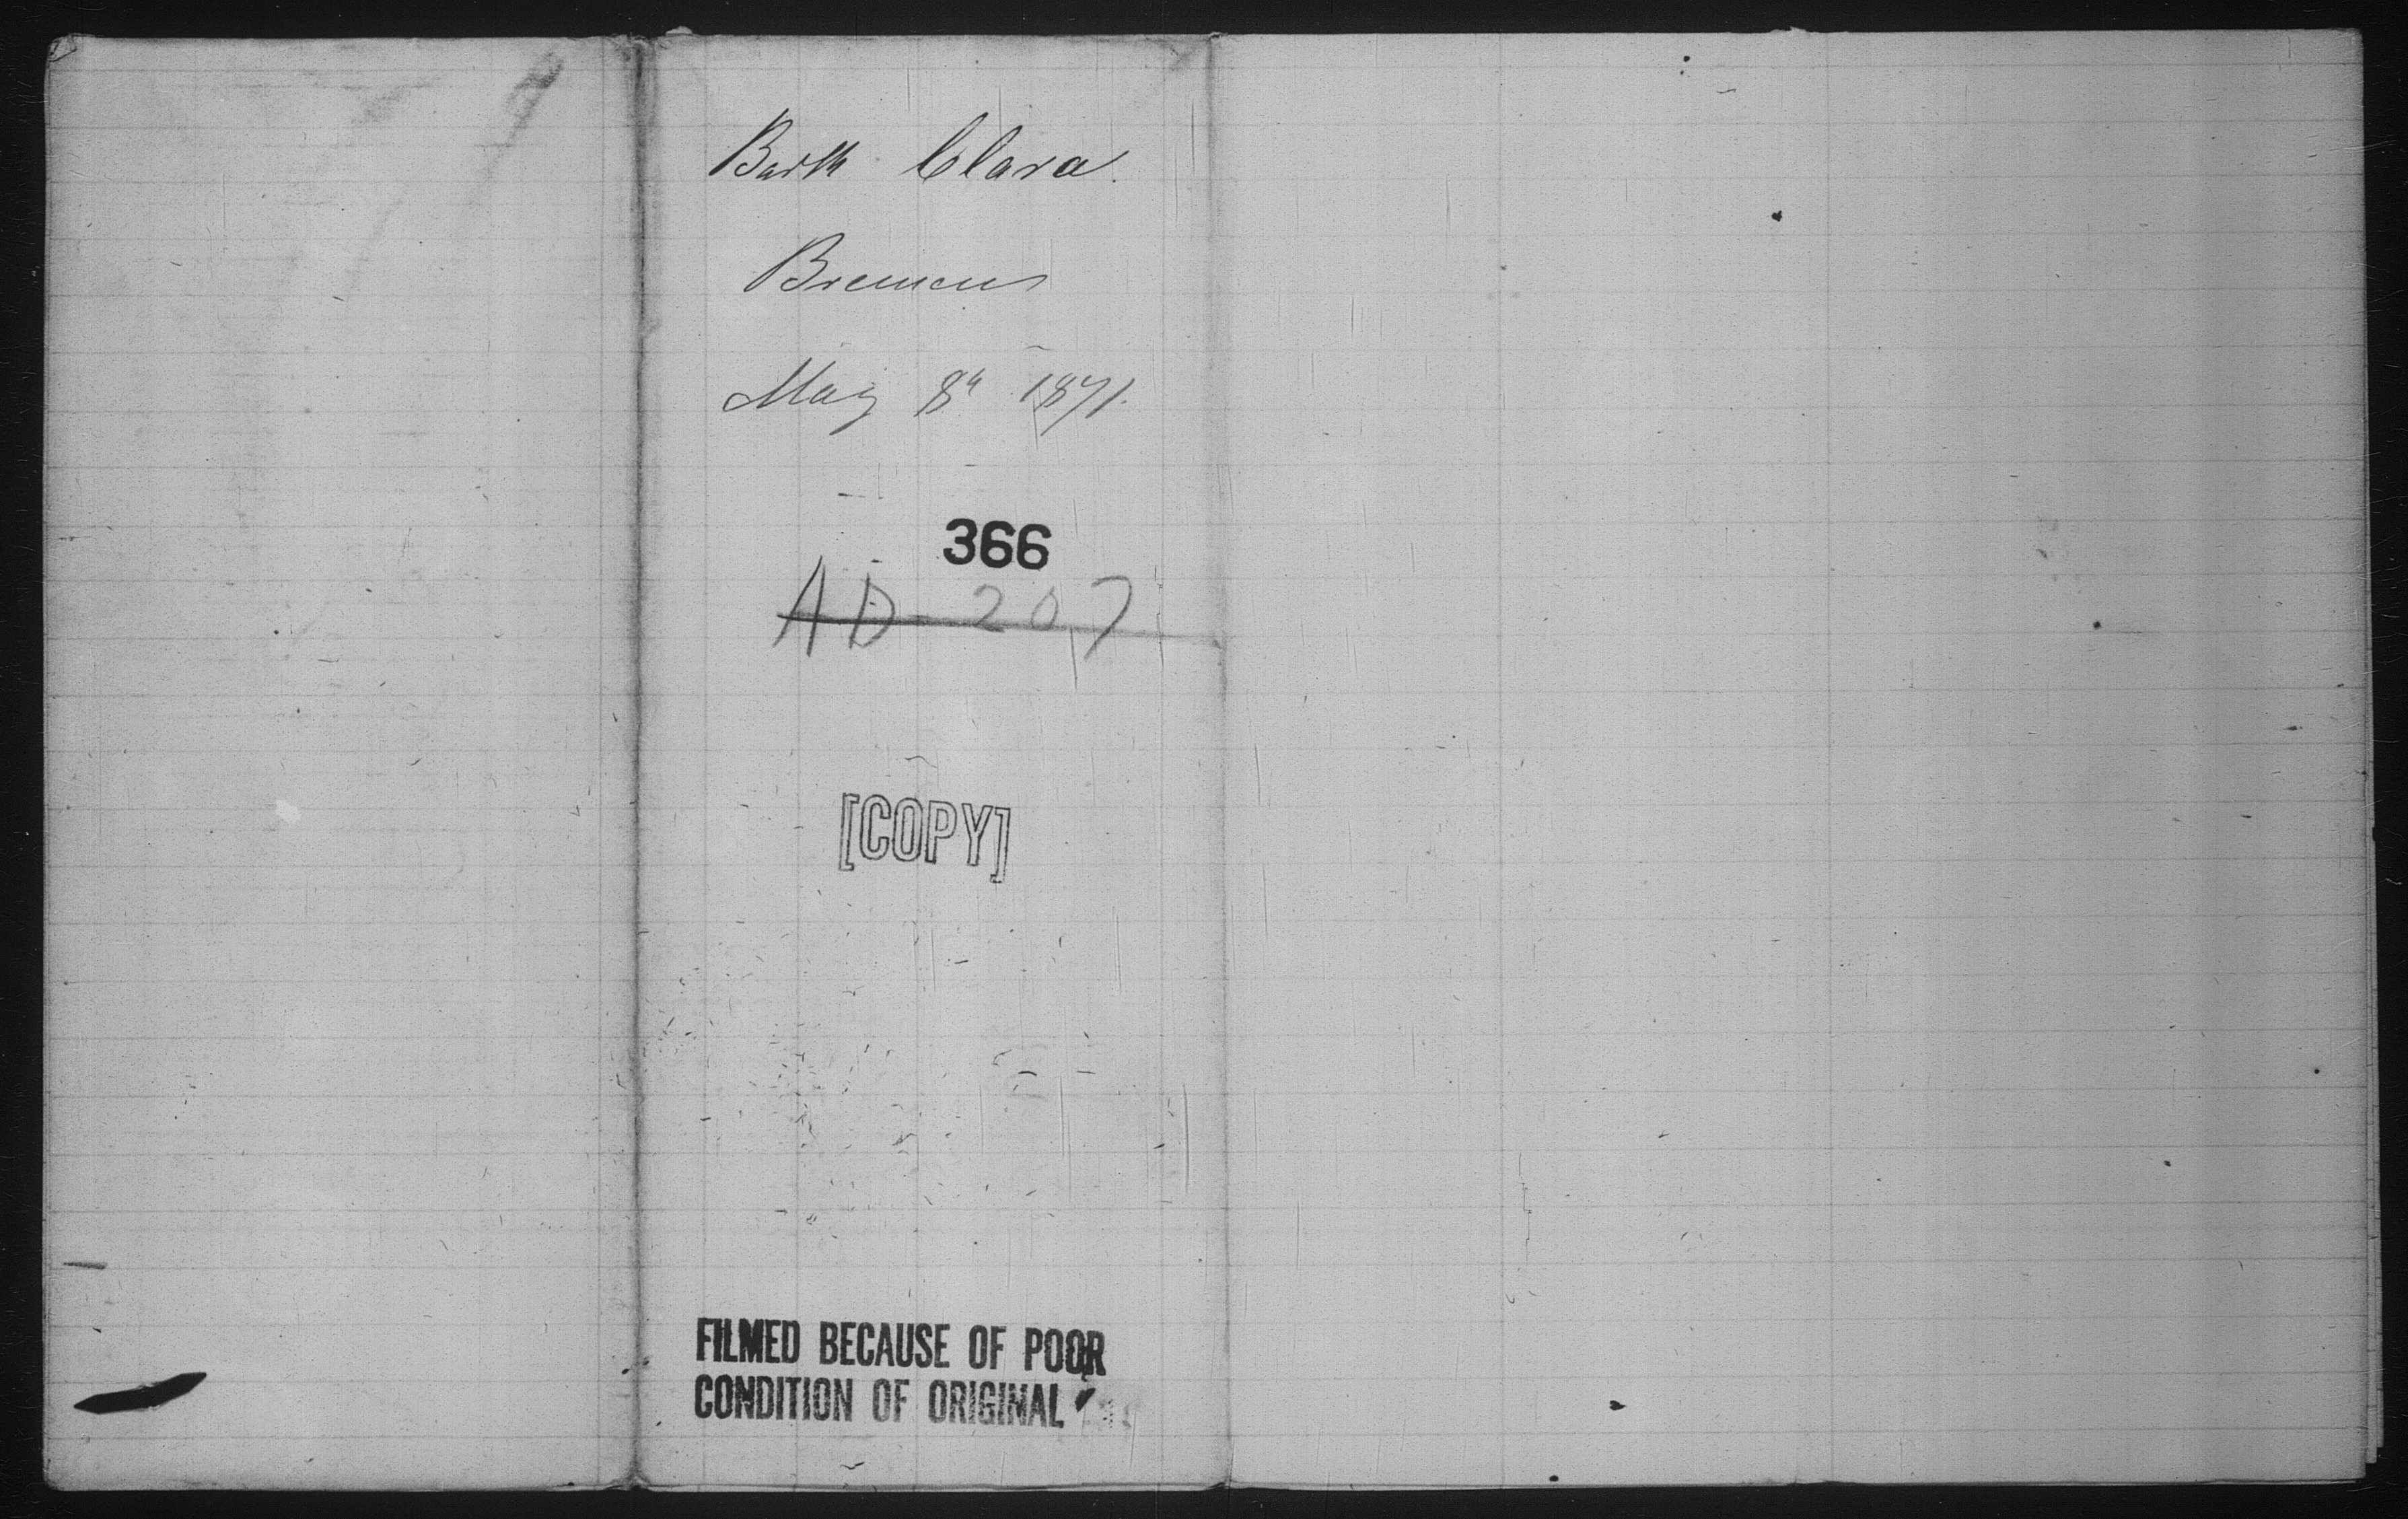 Barth Clara.
Bremen
May 8th 1871.
366
AD-207
[COPY]
FILMED BECAUSE OF POOR
CONDITION OF ORIGINAL